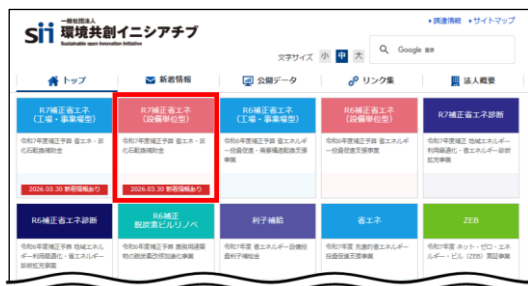 一般社団法人
sii 環境共創イニシアチブ
Sustainable open Innovation Initiative
調達情報 サイトマップ
文字サイズ 小 中 大
Google
トップ 新着情報 公開データ リンク集 法人概要
R7補正省エネ
(工場・事業場型)
令和7年度補正予算 省エネ・非
化石転換補助金
2026.03.30 新着情報あり
R7補正省エネ
(設備単位型)
令和7年度補正予算 省エネ・非
化石転換補助金
2026.03.30 新着情報あり
R6補正省エネ
(工場・事業場型)
令和6年度補正予算 省エネルギ
ー投資促進・需要構造転換支援
事業
R6補正省エネ
(設備単位型)
令和6年度補正予算 省エネルギ
ー投資促進支援事業
R7補正省エネ診断
令和7年度補正 地域エネルギー
利用最適化・省エネルギー診断
拡充事業
R6補正省エネ診断
令和6年度補正予算 地域エネル
ギー利用最適化・省エネルギー
診断拡充事業
R6補正
脱炭素ビルリノベ
令和6年度補正予算 業務用建築
物の脱炭素改修加速化事業
利子補給
令和7年度 省エネルギー設備投
資利子補給金
省エネ
令和7年度 先進的省エネルギー
投資促進支援事業
ZEB
令和7年度 ネット・ゼロ・エネ
ルギー・ビル (ZEB) 実証事業